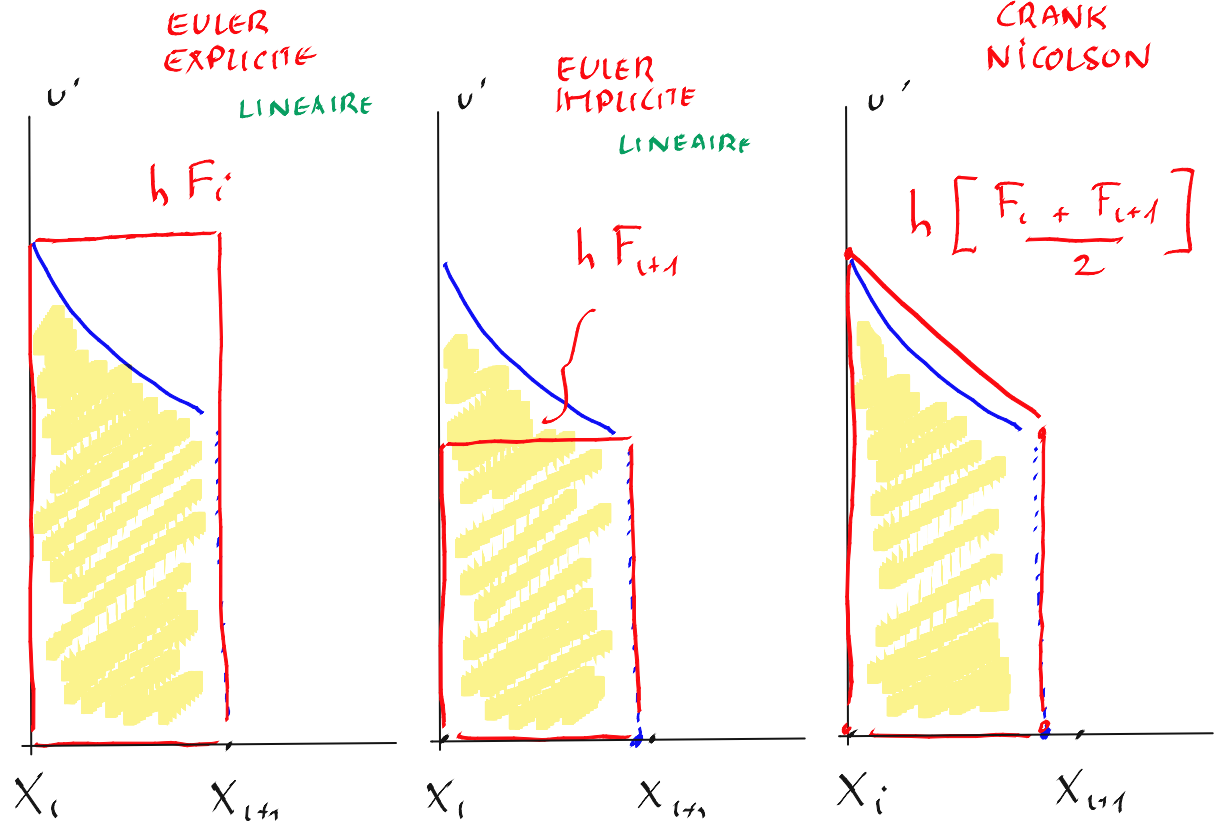 EULER
EXPLICITE
LINEAIRE
u'
h Fi
Xi
Xi+1
EULER
IMPLICITE
LINEAIRE
u'
h Fi+1
Xi
Xi+1
CRANK
NICOLSON
u'
h [ Fi + Fi+1 ]
2
Xi
Xi+1